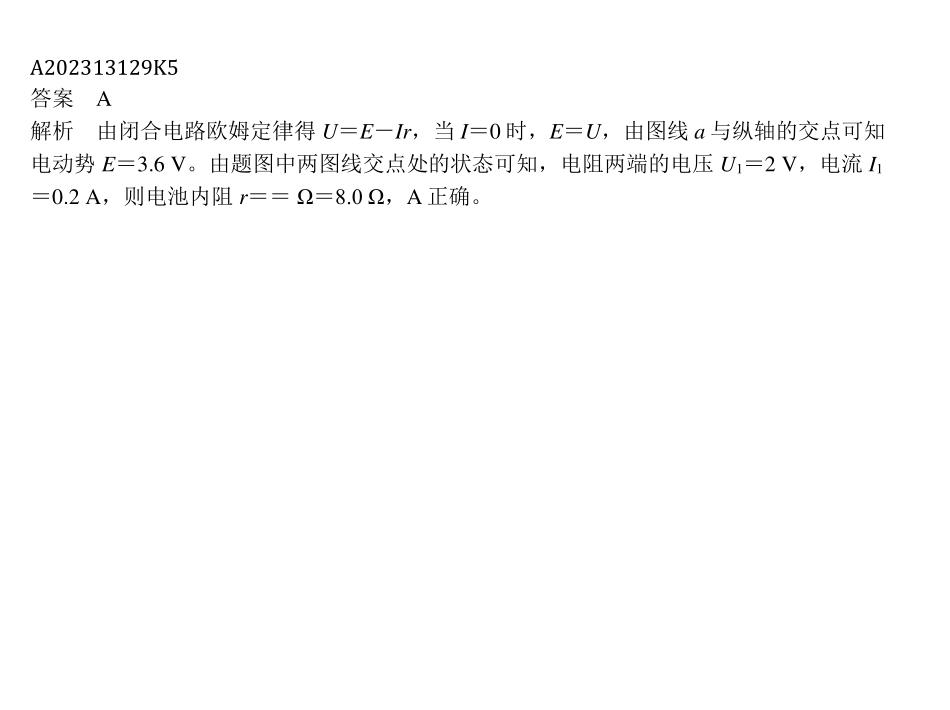 A202313129K5
答案　A
解析　由闭合电路欧姆定律得 U＝E－Ir，当 I＝0 时，E＝U，由图线 a 与纵轴的交点可知
电动势 E＝3.6 V。由题图中两图线交点处的状态可知，电阻两端的电压 U₁＝2 V，电流 I₁
＝0.2 A，则电池内阻 r＝＝ Ω＝8.0 Ω，A 正确。